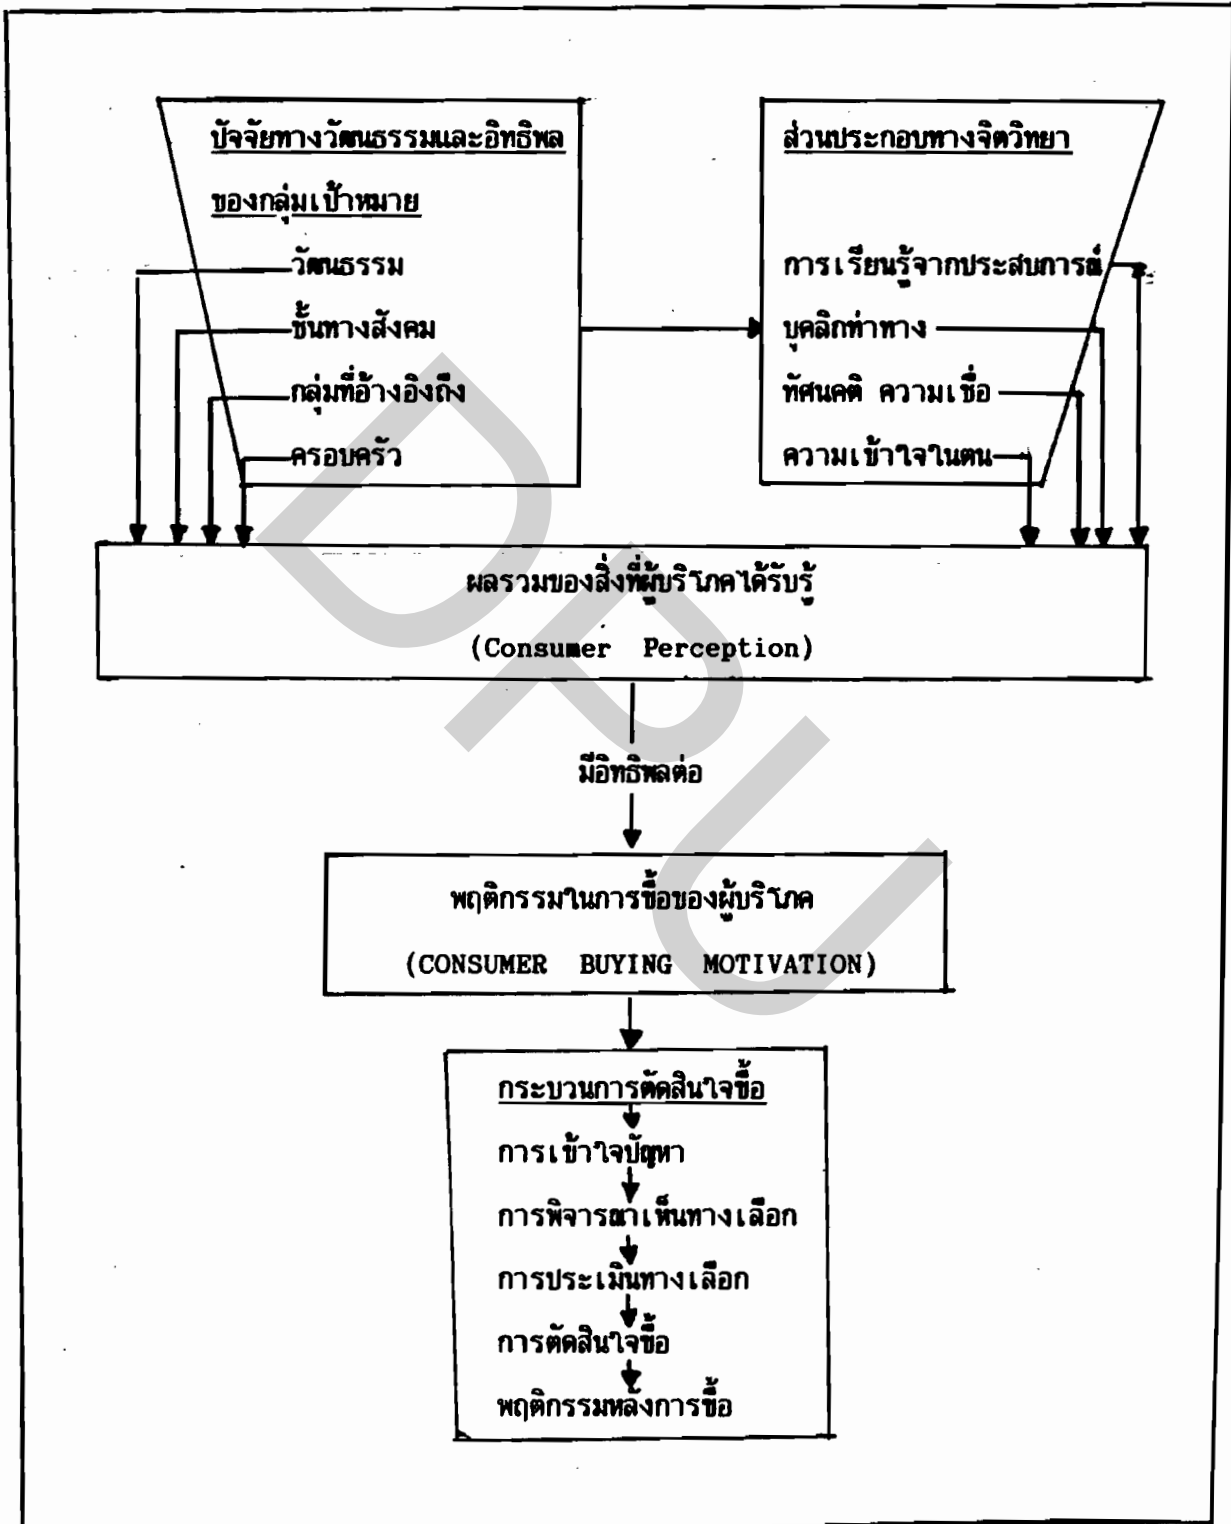 ปัจจัยทางวัฒนธรรมและอิทธิพล
ของกลุ่มเป้าหมาย
วัฒนธรรม
ชั้นทางสังคม
กลุ่มที่อ้างอิงถึง
ครอบครัว
ส่วนประกอบทางจิตวิทยา
การเรียนรู้จากประสบการณ์
บุคลิกท่าทาง
ทัศนคติ ความเชื่อ
ความเข้าใจในตน
ผลรวมของสิ่งที่ผู้บริโภคได้รับรู้
(Consumer Perception)
มีอิทธิพลต่อ
พฤติกรรมในการซื้อของผู้บริโภค
(CONSUMER BUYING MOTIVATION)
กระบวนการตัดสินใจซื้อ
การเข้าใจปัญหา
การพิจารณาเห็นทางเลือก
การประเมินทางเลือก
การตัดสินใจซื้อ
พฤติกรรมหลังการซื้อ
DPU